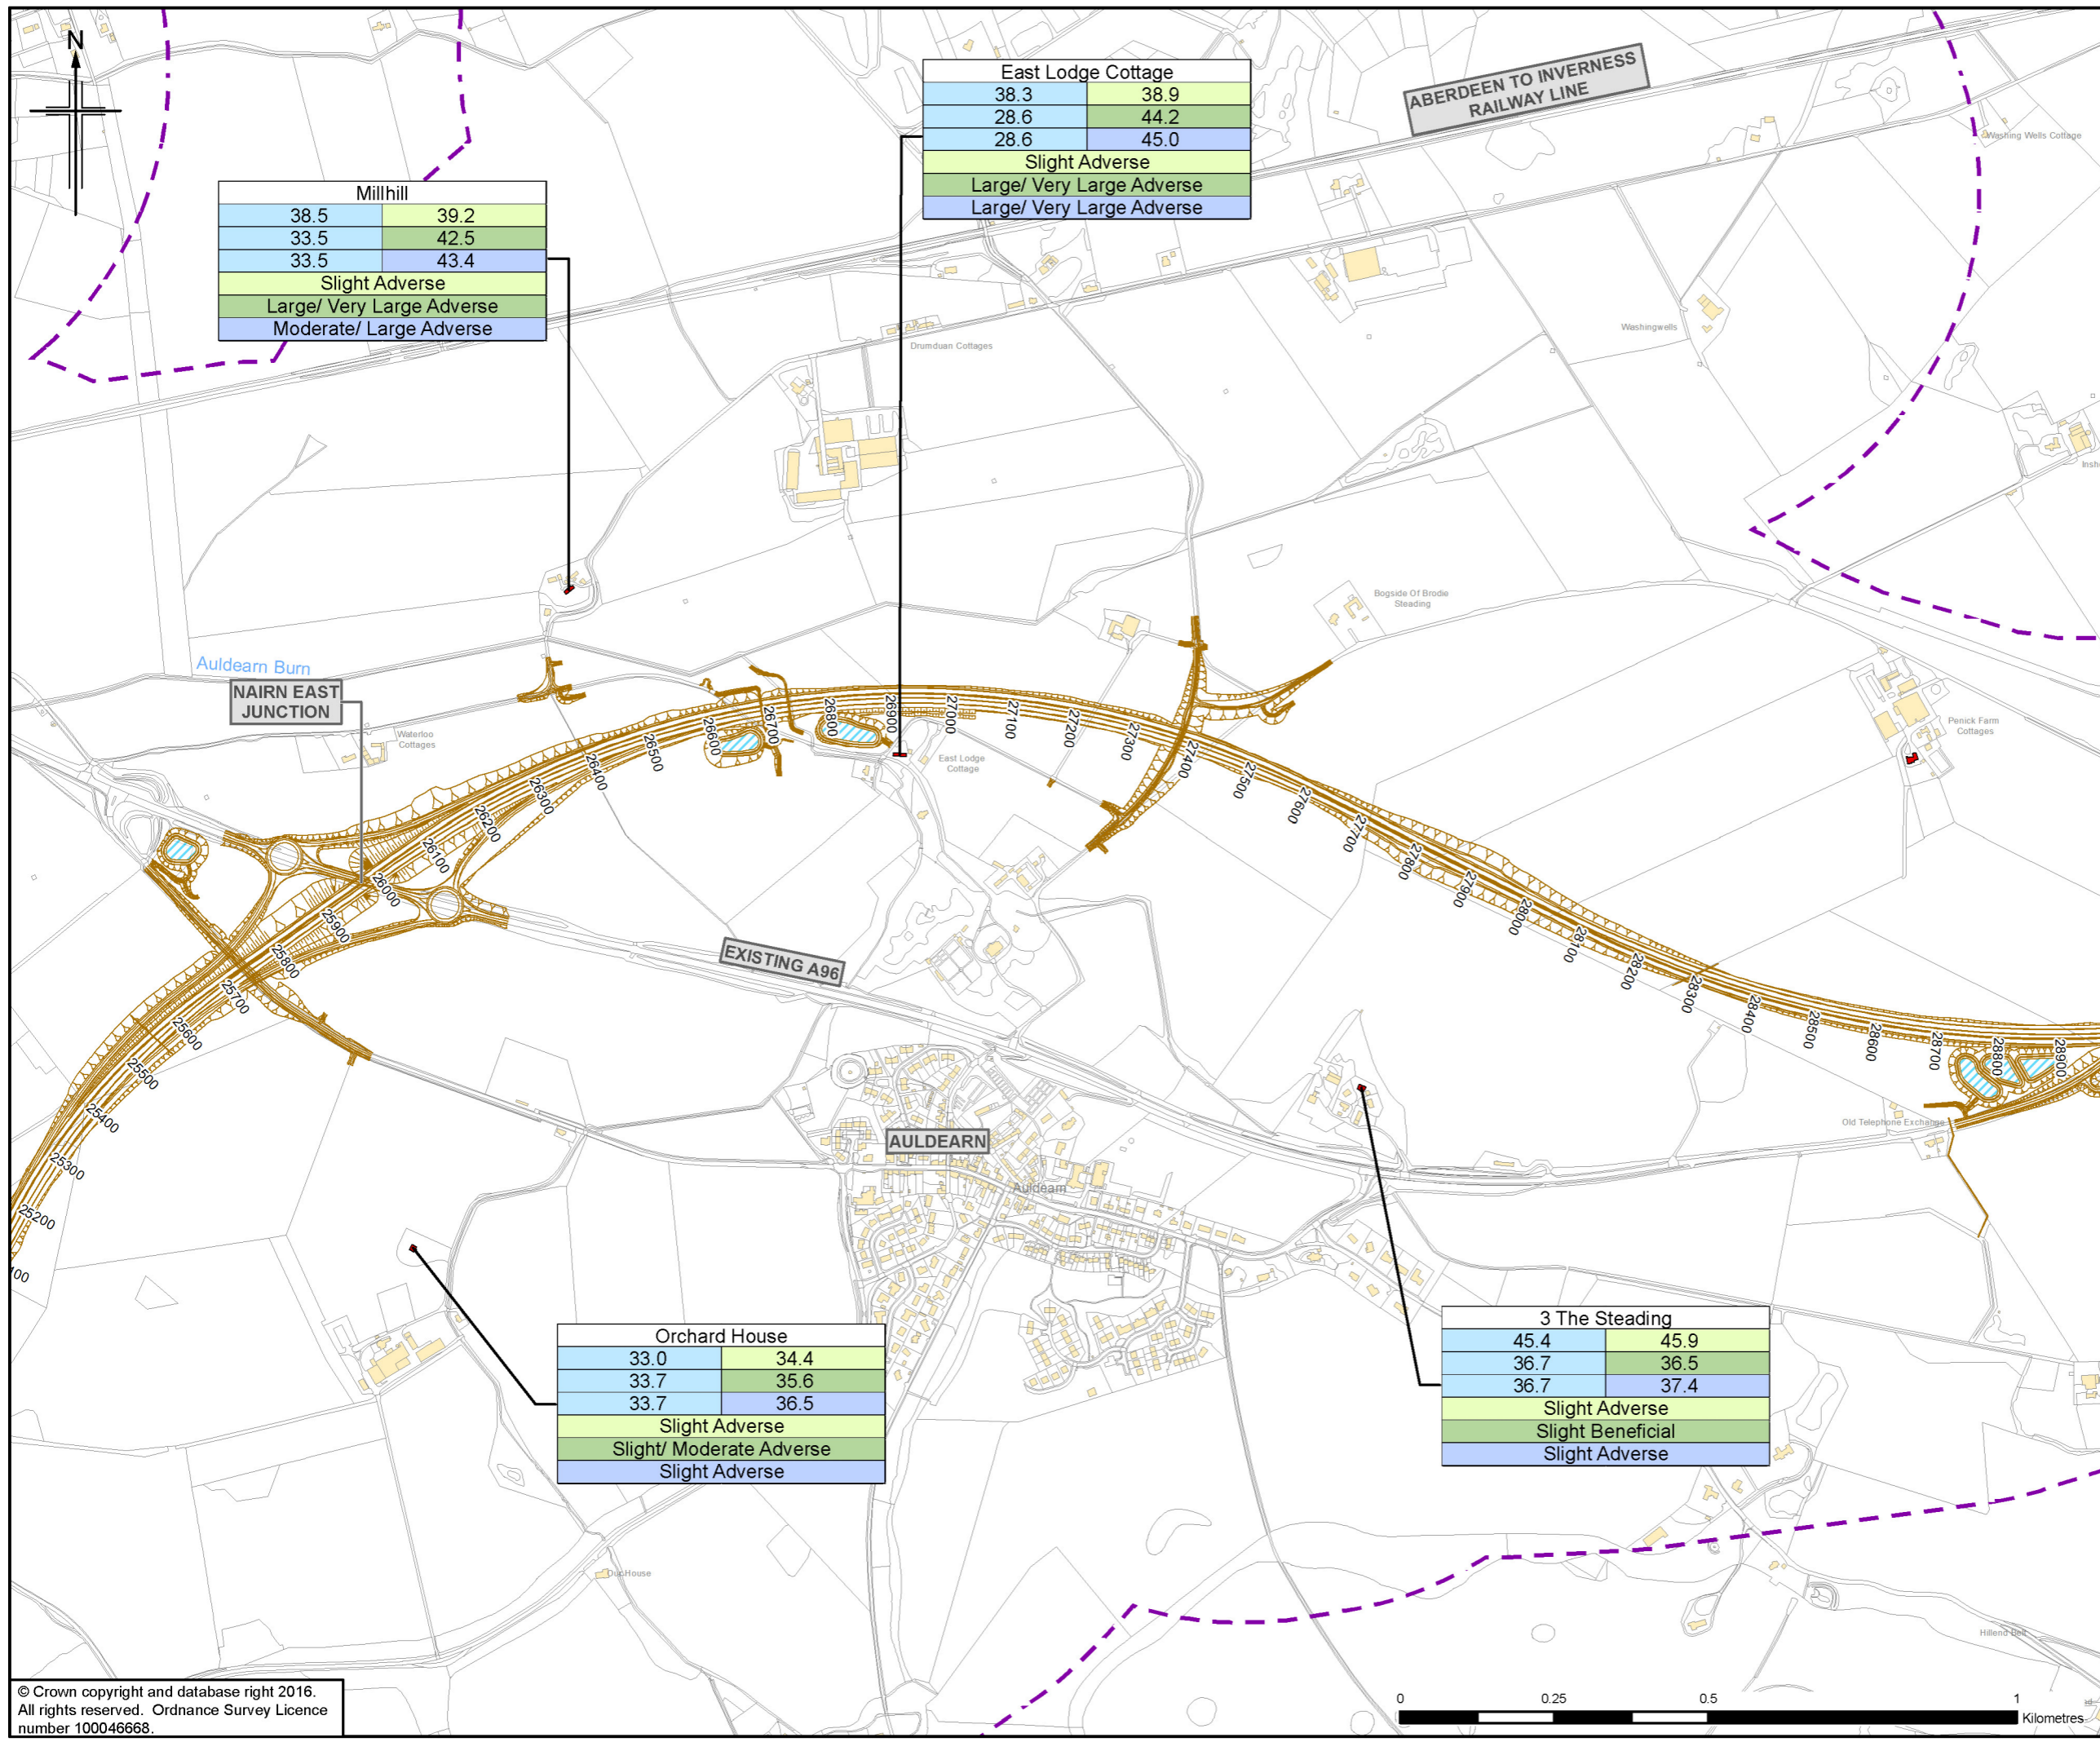 N
East Lodge Cottage
38.3 38.9
28.6 44.2
28.6 45.0
Slight Adverse
Large/ Very Large Adverse
Large/ Very Large Adverse
ABERDEEN TO INVERNESS
RAILWAY LINE
Washing Wells Cottage
Millhill
38.5 39.2
33.5 42.5
33.5 43.4
Slight Adverse
Large/ Very Large Adverse
Moderate/ Large Adverse
Washingwells
Drumduan Cottages
Insh
Bogside Of Brodie
Steading
Auldearn Burn
NAIRN EAST
JUNCTION
Waterloo
Cottages
East Lodge
Cottage
Penick Farm
Cottages
25200
25300
25400
25500
25600
25700
25800
25900
26000
26100
26200
26300
26400
26500
26600
26700
26800
26900
27000
27100
27200
27300
27400
27500
27600
27700
27800
27900
28000
28100
28200
28300
28400
28500
28600
28700
28800
28900
EXISTING A96
Old Telephone Exchange
AULDEARN
Auldearn
Orchard House
33.0 34.4
33.7 35.6
33.7 36.5
Slight Adverse
Slight/ Moderate Adverse
Slight Adverse
3 The Steading
45.4 45.9
36.7 36.5
36.7 37.4
Slight Adverse
Slight Beneficial
Slight Adverse
Hillend Belt
© Crown copyright and database right 2016.
All rights reserved. Ordnance Survey Licence
number 100046668.
0 0.25 0.5 1
Kilometres